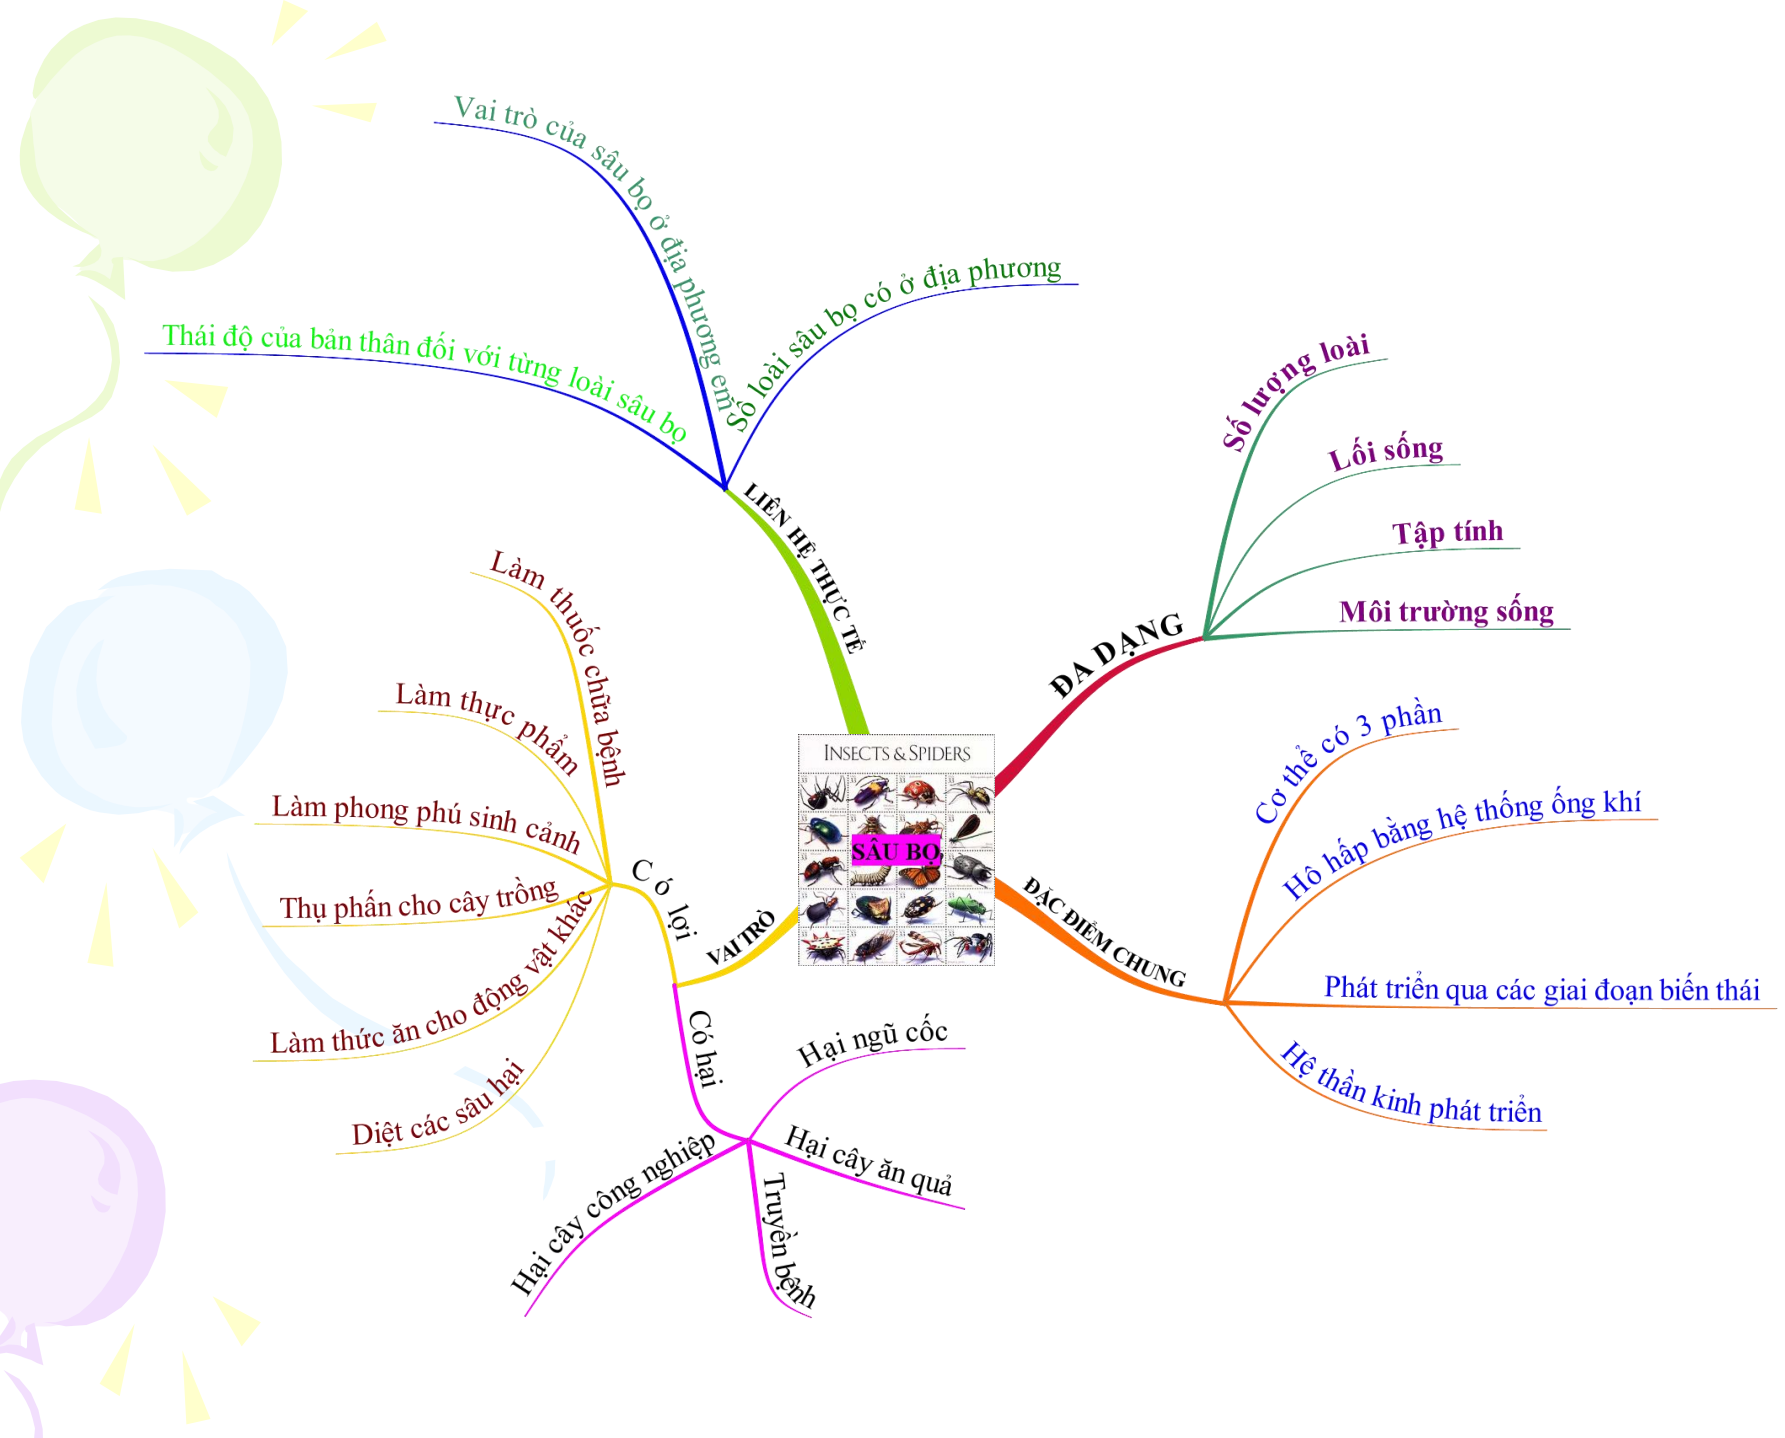 Vai trò của sâu bọ ở địa phương em
Số loài sâu bọ có ở địa phương
Thái độ của bản thân đối với từng loài sâu bọ
LIÊN HỆ THỰC TẾ
Số lượng loài
Lối sống
Tập tính
Môi trường sống
ĐA DẠNG
INSECTS & SPIDERS
SÂU BỌ
Cơ thể có 3 phần
Hô hấp bằng hệ thống ống khí
Phát triển qua các giai đoạn biến thái
Hệ thần kinh phát triển
ĐẶC ĐIỂM CHUNG
VAI TRÒ
Có lợi
Làm thuốc chữa bệnh
Làm thực phẩm
Làm phong phú sinh cảnh
Thụ phấn cho cây trồng
Làm thức ăn cho động vật khác
Diệt các sâu hại
Có hại
Hại ngũ cốc
Hại cây ăn quả
Truyền bệnh
Hại cây công nghiệp